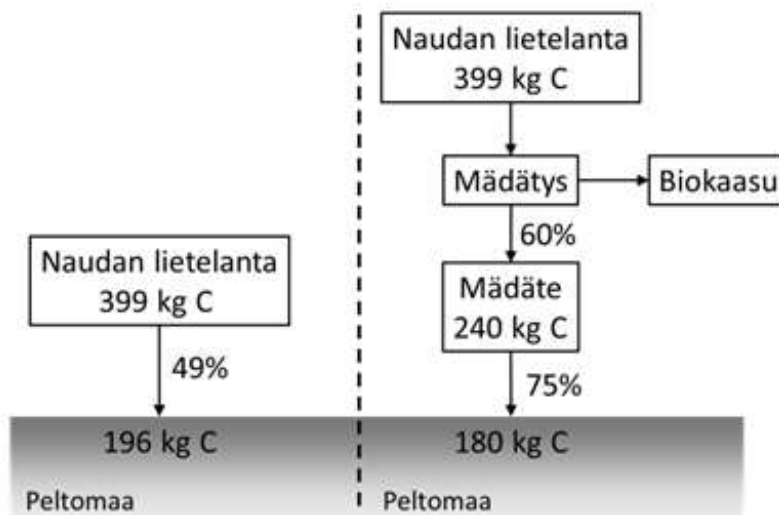 Naudan lietelanta
399 kg C
49%
196 kg C
Peltomaa
Naudan lietelanta
399 kg C
Mädätys
Biokaasu
60%
Mädäte
240 kg C
75%
180 kg C
Peltomaa